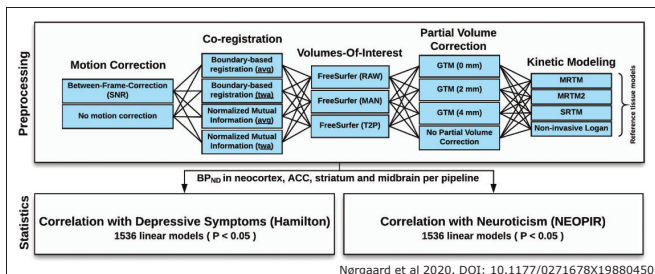 Preprocessing
Motion Correction
Between-Frame-Correction
(SNR)
No motion correction
Co-registration
Boundary-based
registration (avg)
Boundary-based
registration (twa)
Normalized Mutual
Information (avg)
Normalized Mutual
Information (twa)
Volumes-Of-Interest
FreeSurfer (RAW)
FreeSurfer (MAN)
FreeSurfer (T2P)
Partial Volume
Correction
GTM (0 mm)
GTM (2 mm)
GTM (4 mm)
No Partial Volume
Correction
Kinetic Modeling
MRTM
MRTM2
SRTM
Non-invasive Logan
Reference tissue models
BPND in neocortex, ACC, striatum and midbrain per pipeline
Statistics
Correlation with Depressive Symptoms (Hamilton)
1536 linear models ( P < 0.05 )
Correlation with Neuroticism (NEOPIR)
1536 linear models ( P < 0.05 )
Nørgaard et al 2020. DOI: 10.1177/0271678X19880450